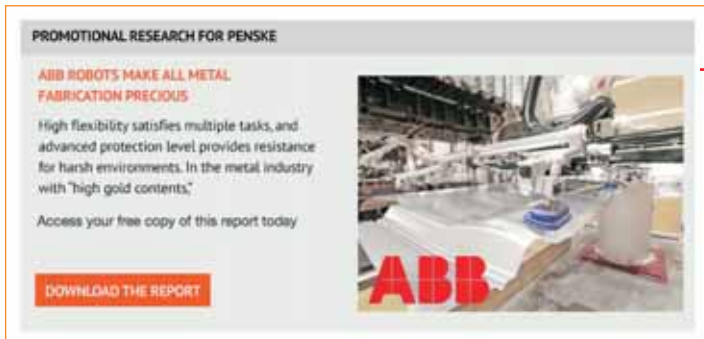 PROMOTIONAL RESEARCH FOR PENSKE
ABB ROBOTS MAKE ALL METAL
FABRICATION PRECIOUS
High flexibility satisfies multiple tasks, and
advanced protection level provides resistance
for harsh environments. In the metal industry
with "high gold contents,"
Access your free copy of this report today
DOWNLOAD THE REPORT
ABB